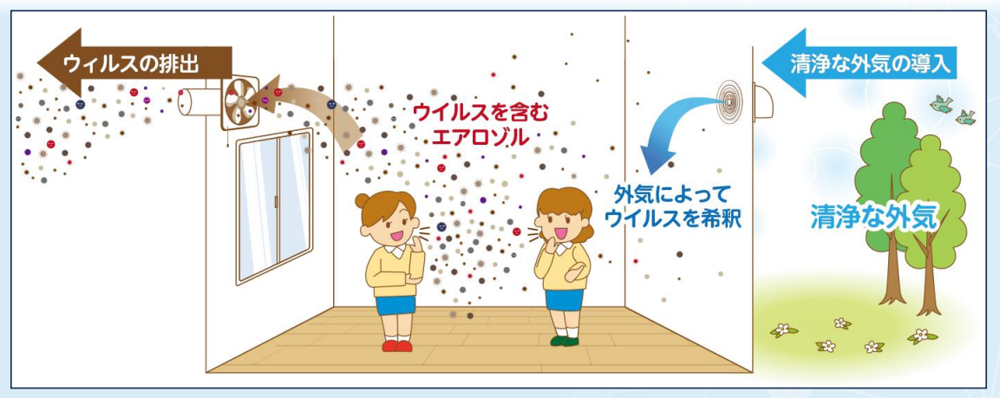 ウィルスの排出
清浄な外気の導入
ウイルスを含む
エアロゾル
外気によって
ウイルスを希釈
清浄な外気